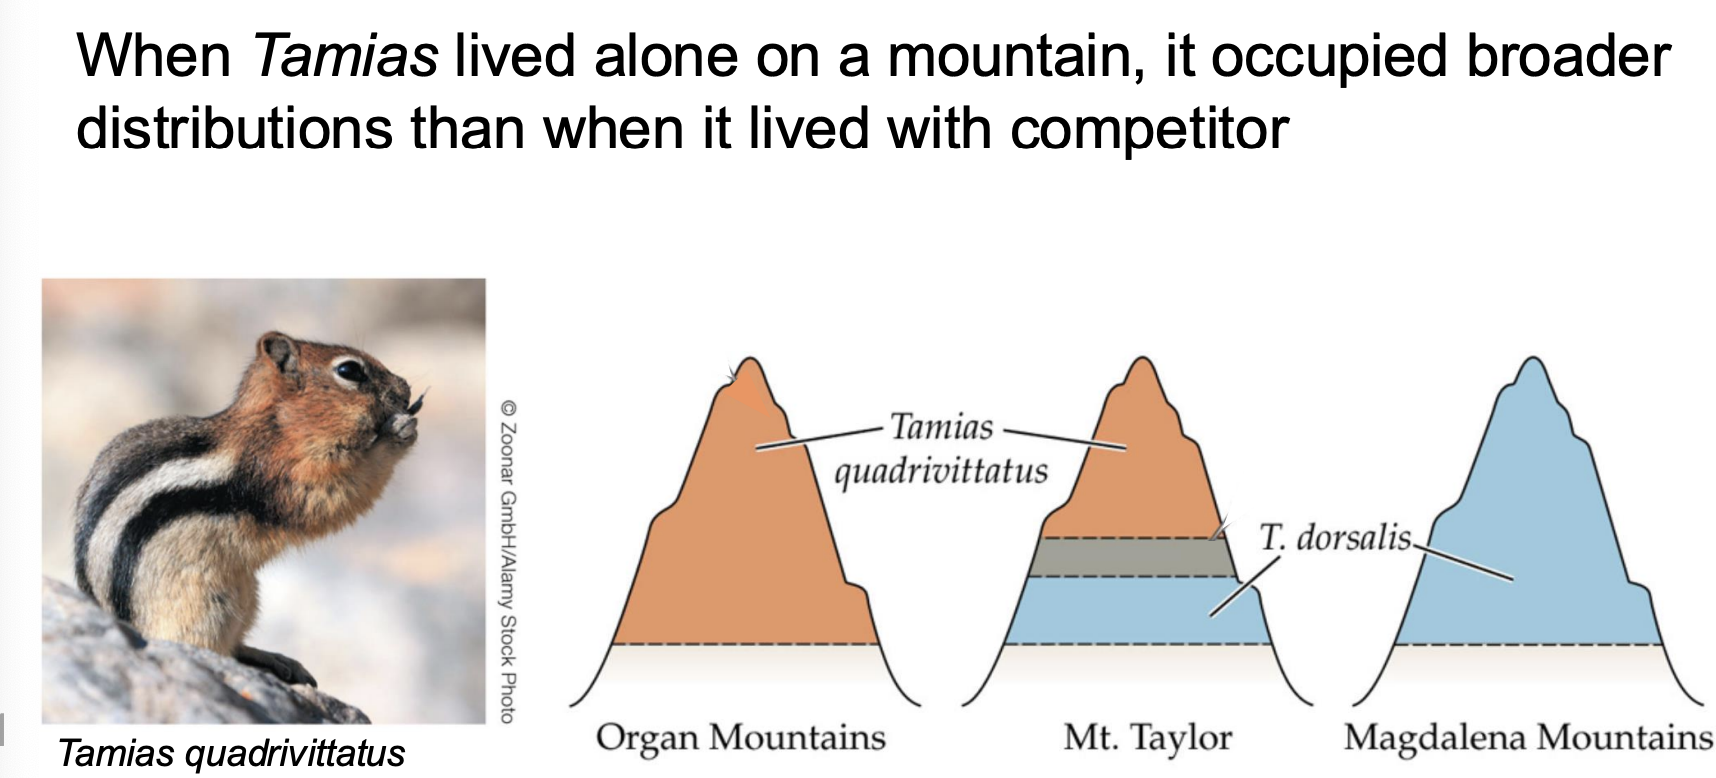 When Tamias lived alone on a mountain, it occupied broader
distributions than when it lived with competitor
© Zoonar GmbH/Alamy Stock Photo
Tamias quadrivittatus
Tamias
quadrivittatus
T. dorsalis
Organ Mountains
Mt. Taylor
Magdalena Mountains